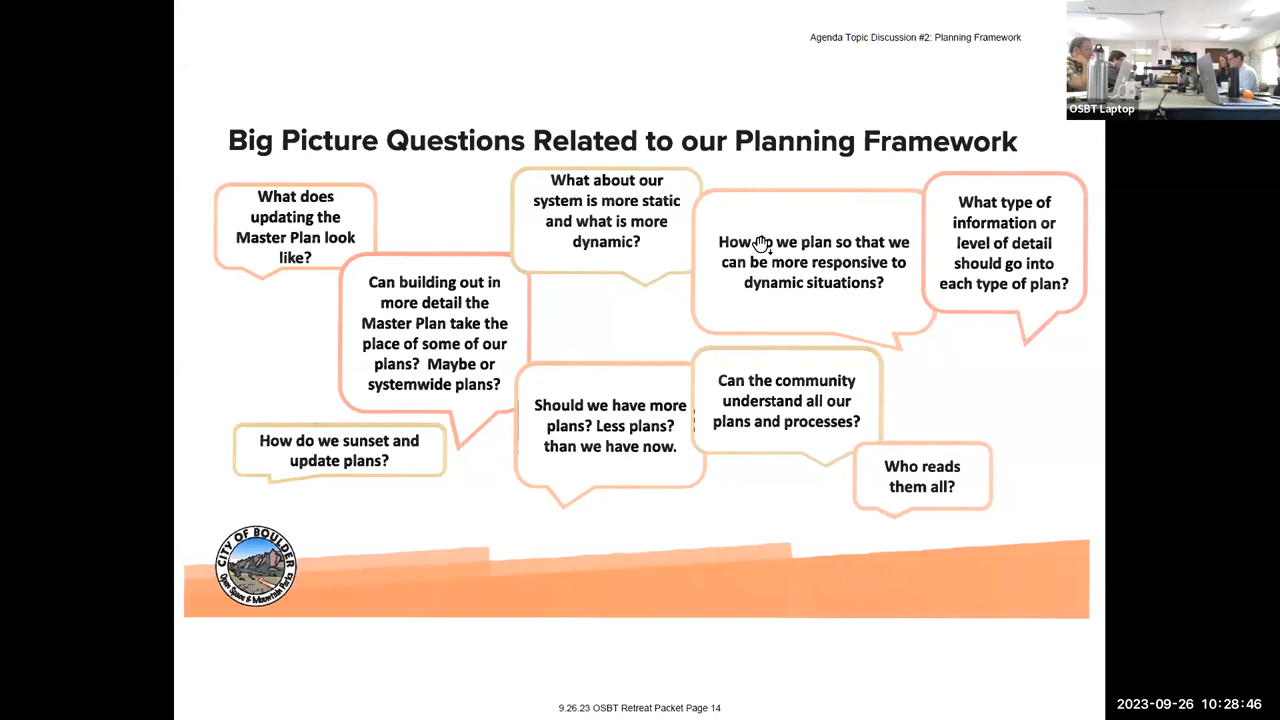 Agenda Topic Discussion #2: Planning Framework
OSBT Laptop
Big Picture Questions Related to our Planning Framework
What does
updating the
Master Plan look
like?
Can building out in
more detail the
Master Plan take the
place of some of our
plans? Maybe or
systemwide plans?
What about our
system is more static
and what is more
dynamic?
How do we plan so that we
can be more responsive to
dynamic situations?
What type of
information or
level of detail
should go into
each type of plan?
How do we sunset and
update plans?
Should we have more
plans? Less plans?
than we have now.
Can the community
understand all our
plans and processes?
Who reads
them all?
CITY OF BOULDER
Open Space & Mountain Parks
9.26.23 OSBT Retreat Packet Page 14
2023-09-26 10:28:46